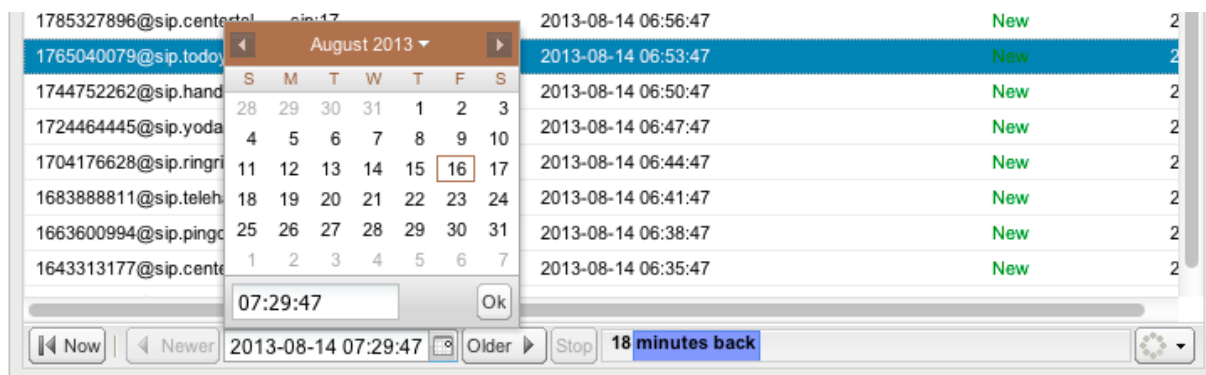 1785327896@sip.centertel sip:17 2013-08-14 06:56:47 New 2
1765040079@sip.todoy 2013-08-14 06:53:47 New 2
1744752262@sip.hand 2013-08-14 06:50:47 New 2
1724464445@sip.yoda 2013-08-14 06:47:47 New 2
1704176628@sip.ringri 2013-08-14 06:44:47 New 2
1683888811@sip.teleh 2013-08-14 06:41:47 New 2
1663600994@sip.pingo 2013-08-14 06:38:47 New 2
1643313177@sip.cente 2013-08-14 06:35:47 New 2
August 2013
S M T W T F S
28 29 30 31 1 2 3
4 5 6 7 8 9 10
11 12 13 14 15 16 17
18 19 20 21 22 23 24
25 26 27 28 29 30 31
1 2 3 4 5 6 7
07:29:47 Ok
Now Newer 2013-08-14 07:29:47 Older Stop 18 minutes back